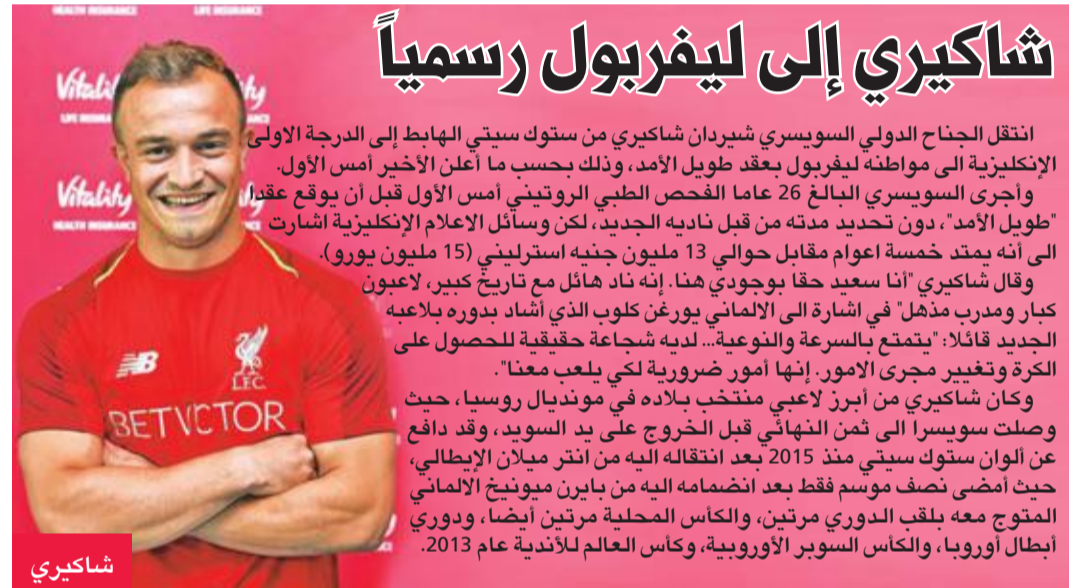 HEALTH INSURANCE
LIFE INSURANCE
شاكيري إلى ليفربول رسمياً
Vitality
LIFE INSURANCE
انتقل الجناح الدولي السويسري شيردان شاكيري من ستوك سيتي الهابط إلى الدرجة الاولى
الإنكليزية الى مواطنه ليفربول بعقد طويل الأمد، وذلك بحسب ما أعلن الأخير أمس الأول.
وأجرى السويسري البالغ 26 عاما الفحص الطبي الروتيني أمس الأول قبل أن يوقع عقدا
"طويل الأمد"، دون تحديد مدته من قبل ناديه الجديد، لكن وسائل الاعلام الإنكليزية اشارت
الى أنه يمتد خمسة اعوام مقابل حوالي 13 مليون جنيه استرليني (15 مليون يورو).
وقال شاكيري "أنا سعيد حقا بوجودي هنا. إنه ناد هائل مع تاريخ كبير، لاعبون
كبار ومدرب مذهل" في اشارة الى الالماني يورغن كلوب الذي أشاد بدوره بلاعبه
الجديد قائلا: "يتمتع بالسرعة والنوعية... لديه شجاعة حقيقية للحصول على
الكرة وتغيير مجرى الامور. إنها أمور ضرورية لكي يلعب معنا".
وكان شاكيري من أبرز لاعبي منتخب بلاده في مونديال روسيا، حيث
وصلت سويسرا الى ثمن النهائي قبل الخروج على يد السويد، وقد دافع
عن ألوان ستوك سيتي منذ 2015 بعد انتقاله اليه من انتر ميلان الإيطالي،
حيث أمضى نصف موسم فقط بعد انضمامه اليه من بايرن ميونيخ الالماني
المتوج معه بلقب الدوري مرتين، والكأس المحلية مرتين أيضا، ودوري
أبطال أوروبا، والكأس السوبر الأوروبية، وكأس العالم للأندية عام 2013.
Vitality
HEALTH INSURANCE
NB
L.F.C.
BETVICTOR
شاكيري